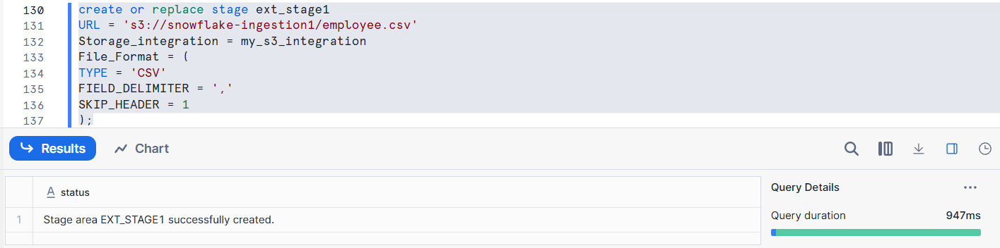 130 create or replace stage ext_stage1
131 URL = 's3://snowflake-ingestion1/employee.csv'
132 Storage_integration = my_s3_integration
133 File_Format = (
134 TYPE = 'CSV'
135 FIELD_DELIMITER = ','
136 SKIP_HEADER = 1
137 );
Results Chart
A status
1 Stage area EXT_STAGE1 successfully created.
Query Details ...
Query duration 947ms